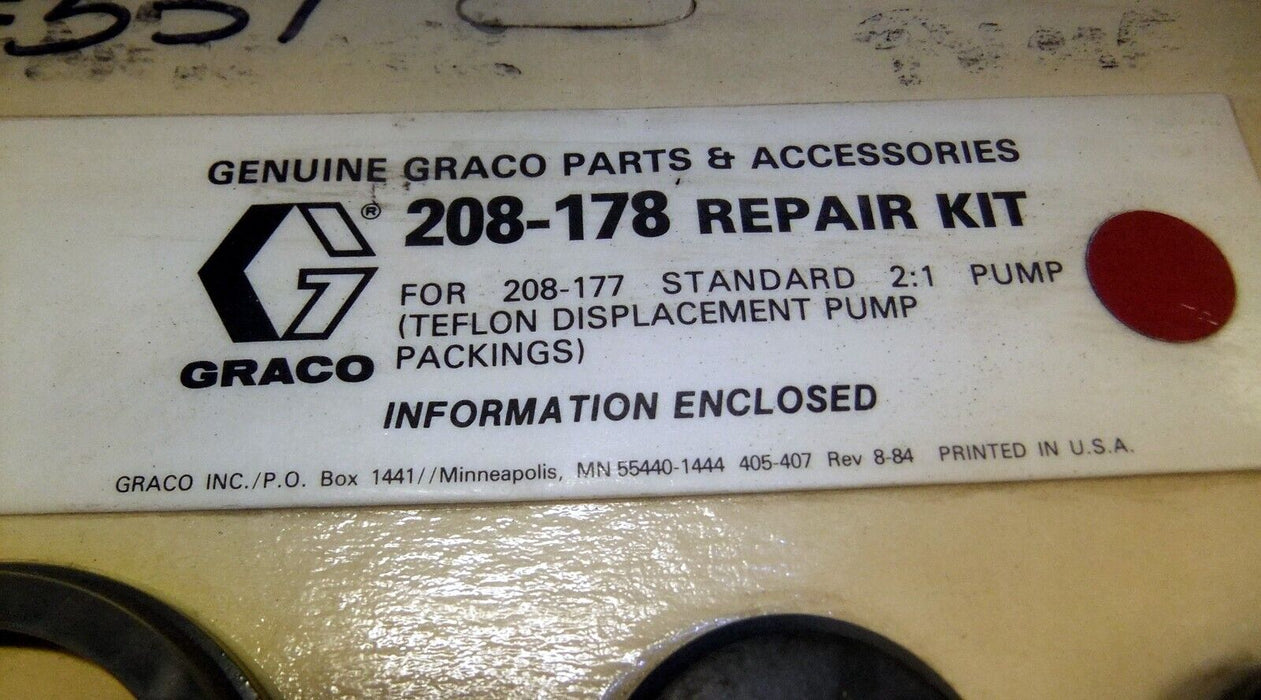 GENUINE GRACO PARTS & ACCESSORIES
® 208-178 REPAIR KIT
FOR 208-177 STANDARD 2:1 PUMP
(TEFLON DISPLACEMENT PUMP
PACKINGS)
GRACO
INFORMATION ENCLOSED
GRACO INC./P.O. Box 1441//Minneapolis, MN 55440-1444 405-407 Rev 8-84 PRINTED IN U.S.A.